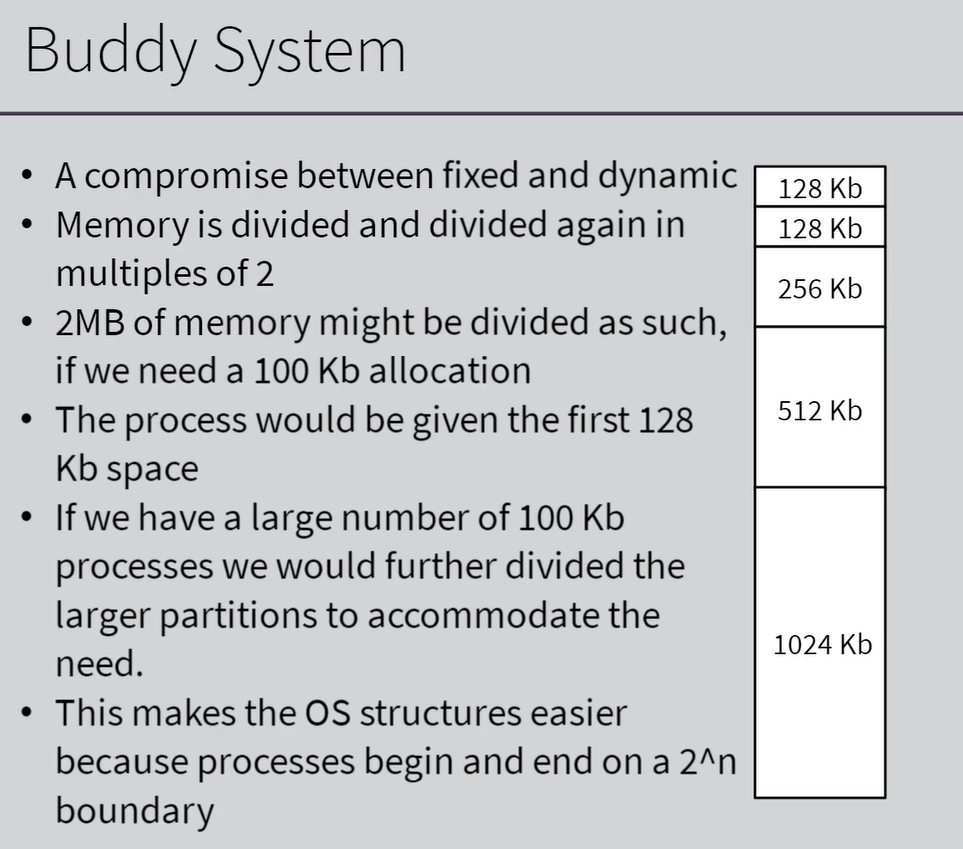 Buddy System
• A compromise between fixed and dynamic
• Memory is divided and divided again in
multiples of 2
• 2MB of memory might be divided as such,
if we need a 100 Kb allocation
• The process would be given the first 128
Kb space
• If we have a large number of 100 Kb
processes we would further divided the
larger partitions to accommodate the
need.
• This makes the OS structures easier
because processes begin and end on a 2^n
boundary
128 Kb
128 Kb
256 Kb
512 Kb
1024 Kb